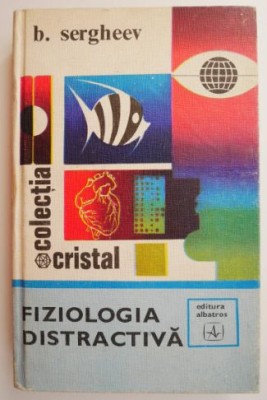 b. sergheev
colecția
cristal
FIZIOLOGIA
DISTRACTIVĂ
editura
albatros